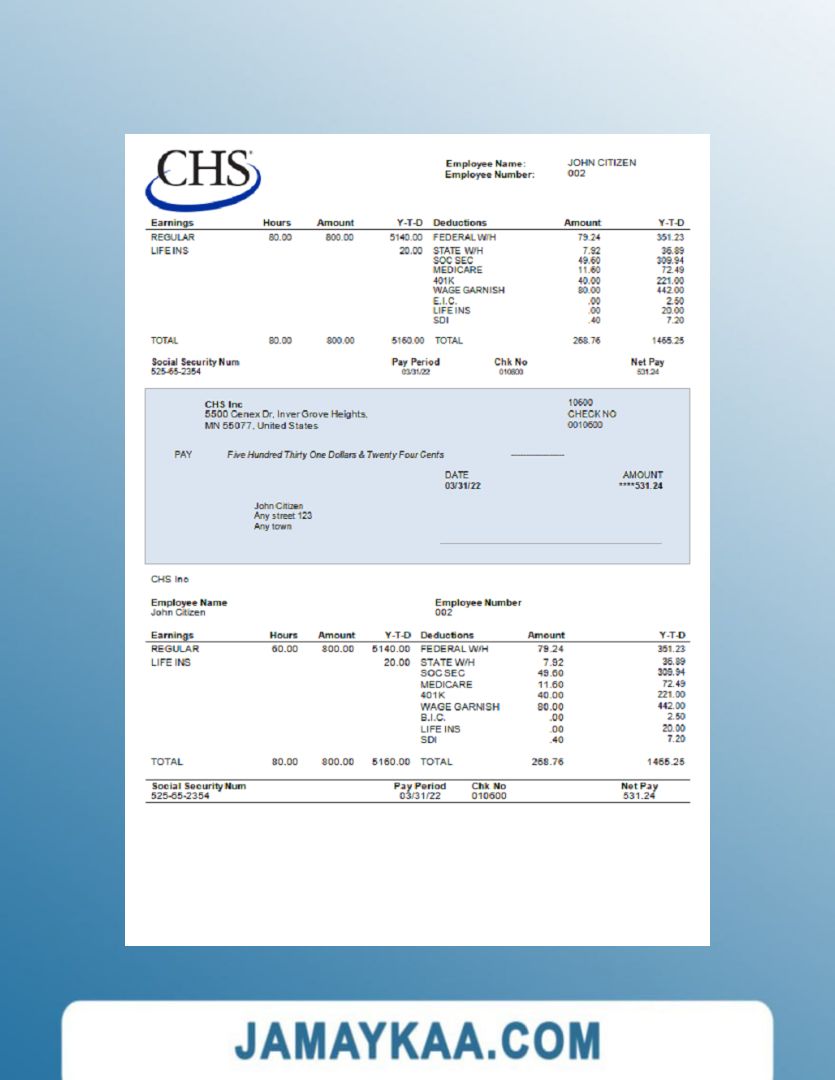 CHS
Employee Name: JOHN CITIZEN
Employee Number: 002
Earnings Hours Amount Y-T-D Deductions Amount Y-T-D
REGULAR 80.00 800.00 5140.00 FEDERAL W/H 79.24 351.23
LIFE INS 20.00 STATE W/H 7.92 36.89
SOC SEC 49.60 309.94
MEDICARE 11.60 72.49
401K 40.00 221.00
WAGE GARNISH 80.00 442.00
E.I.C. .00 2.50
LIFE INS .00 20.00
SDI .40 7.20
TOTAL 80.00 800.00 5160.00 TOTAL 268.76 1465.25
Social Security Num Pay Period Chk No Net Pay
525-65-2354 03/31/22 010600 531.24
CHS Inc 10600
5500 Cenex Dr, Inver Grove Heights, CHECK NO
MN 55077, United States 0010600
PAY Five Hundred Thirty One Dollars & Twenty Four Cents
DATE AMOUNT
03/31/22 ****531.24
John Citizen
Any street 123
Any town
CHS Inc
Employee Name Employee Number
John Citizen 002
Earnings Hours Amount Y-T-D Deductions Amount Y-T-D
REGULAR 60.00 800.00 5140.00 FEDERAL W/H 79.24 351.23
LIFE INS 20.00 STATE W/H 7.92 36.89
SOC SEC 49.60 309.94
MEDICARE 11.60 72.49
401K 40.00 221.00
WAGE GARNISH 80.00 442.00
B.I.C. .00 2.50
LIFE INS .00 20.00
SDI .40 7.20
TOTAL 80.00 800.00 5160.00 TOTAL 268.76 1465.25
Social Security Num Pay Period Chk No Net Pay
525-65-2354 03/31/22 010600 531.24
JAMAYKAA.COM